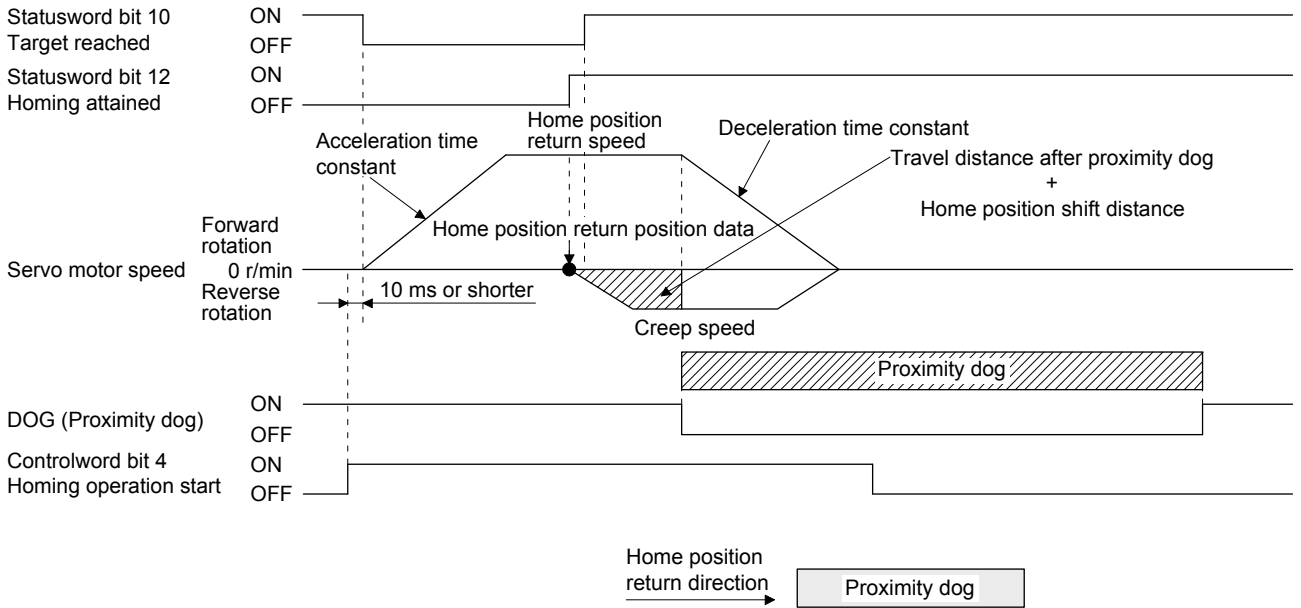 Statusword bit 10
Target reached
ON
OFF
Statusword bit 12
Homing attained
ON
OFF
Acceleration time
constant
Home position
return speed
Deceleration time constant
Travel distance after proximity dog
+
Home position shift distance
Forward
rotation
Home position return position data
Servo motor speed
0 r/min
Reverse
rotation
10 ms or shorter
Creep speed
Proximity dog
DOG (Proximity dog)
ON
OFF
Controlword bit 4
Homing operation start
ON
OFF
Home position
return direction
Proximity dog